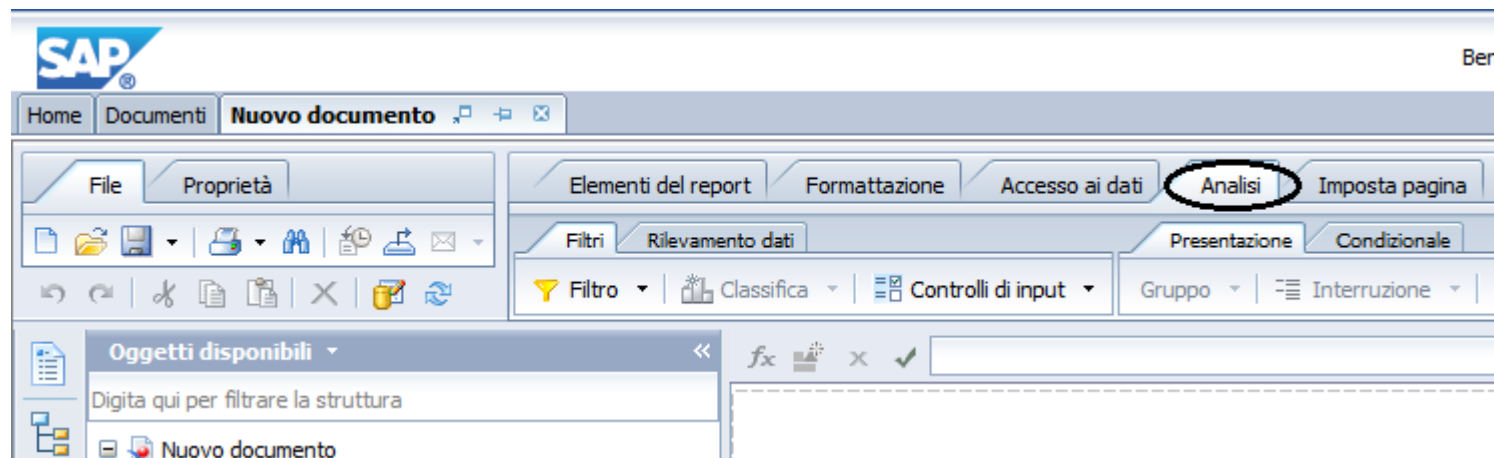 SAP®
Ben
Home Documenti Nuovo documento
File Proprietà Elementi del report Formattazione Accesso ai dati Analisi Imposta pagina
Filtri Rilevamento dati Presentazione Condizionale
Filtro Classifica Controlli di input Gruppo Interruzione
Oggetti disponibili fx
Digita qui per filtrare la struttura
Nuovo documento